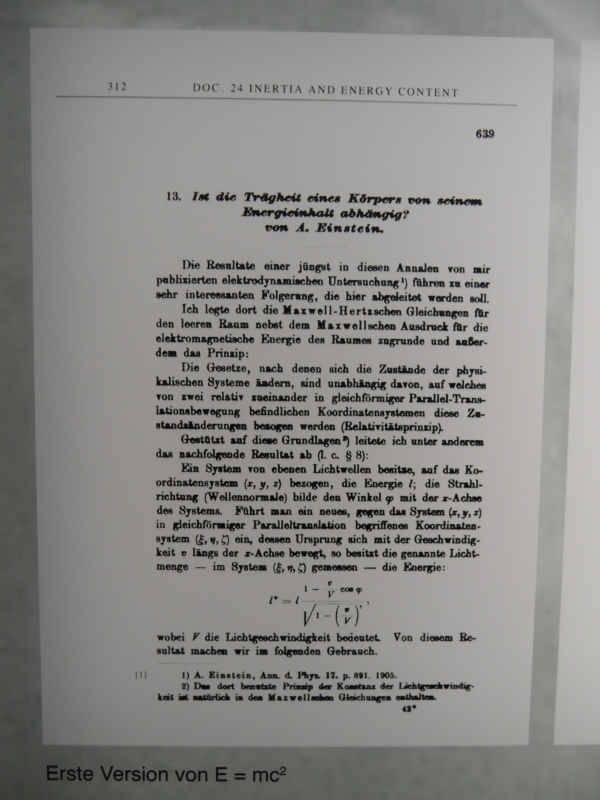 312 DOC. 24 INERTIA AND ENERGY CONTENT
639
13. Ist die Trägheit eines Körpers von seinem
Energieinhalt abhängig?
von A. Einstein.
Die Resultate einer jüngst in diesen Annalen von mir
publizierten elektrodynamischen Untersuchung¹) führen zu einer
sehr interessanten Folgerung, die hier abgeleitet werden soll.
Ich legte dort die Maxwell-Hertzschen Gleichungen für
den leeren Raum nebst dem Maxwellschen Ausdruck für die
elektromagnetische Energie des Raumes zugrunde und außer-
dem das Prinzip:
Die Gesetze, nach denen sich die Zustände der physi-
kalischen Systeme ändern, sind unabhängig davon, auf welches
von zwei relativ zueinander in gleichförmiger Parallel-Trans-
lationsbewegung befindlichen Koordinatensystemen diese Zu-
standsänderungen bezogen werden (Relativitätsprinzip).
Gestützt auf diese Grundlagen²) leitete ich unter anderem
das nachfolgende Resultat ab (l. c. § 8):
Ein System von ebenen Lichtwellen besitze, auf das Ko-
ordinatensystem (x, y, z) bezogen, die Energie l; die Strahl-
richtung (Wellennormale) bilde den Winkel φ mit der x-Achse
des Systems. Führt man ein neues, gegen das System (x, y, z)
in gleichförmiger Paralleltranslation begriffenes Koordinaten-
system (ξ, η, ζ) ein, dessen Ursprung sich mit der Geschwindig-
keit v längs der x-Achse bewegt, so besitzt die genannte Licht-
menge — im System (ξ, η, ζ) gemessen — die Energie:
l* = l (1 − v/V cos φ) / √(1 − (v/V)²),
wobei V die Lichtgeschwindigkeit bedeutet. Von diesem Re-
sultat machen wir im folgenden Gebrauch.
[1] 1) A. Einstein, Ann. d. Phys. 17. p. 891. 1905.
2) Das dort benutzte Prinzip der Konstanz der Lichtgeschwindig-
keit ist natürlich in den Maxwellschen Gleichungen enthalten.
42*
Erste Version von E = mc²